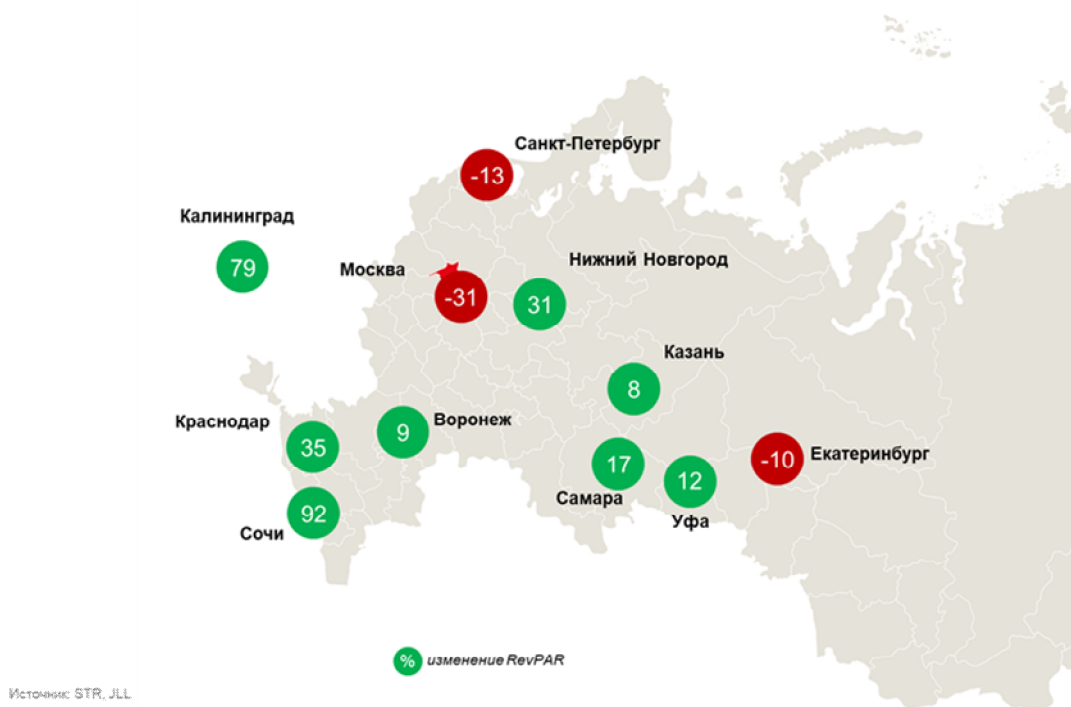 Санкт-Петербург
-13
Калининград
79
Москва
-31
Нижний Новгород
31
Казань
8
Краснодар
35
Воронеж
9
Екатеринбург
-10
17
Самара
12
Уфа
92
Сочи
% изменение RevPAR
Источник: STR, JLL